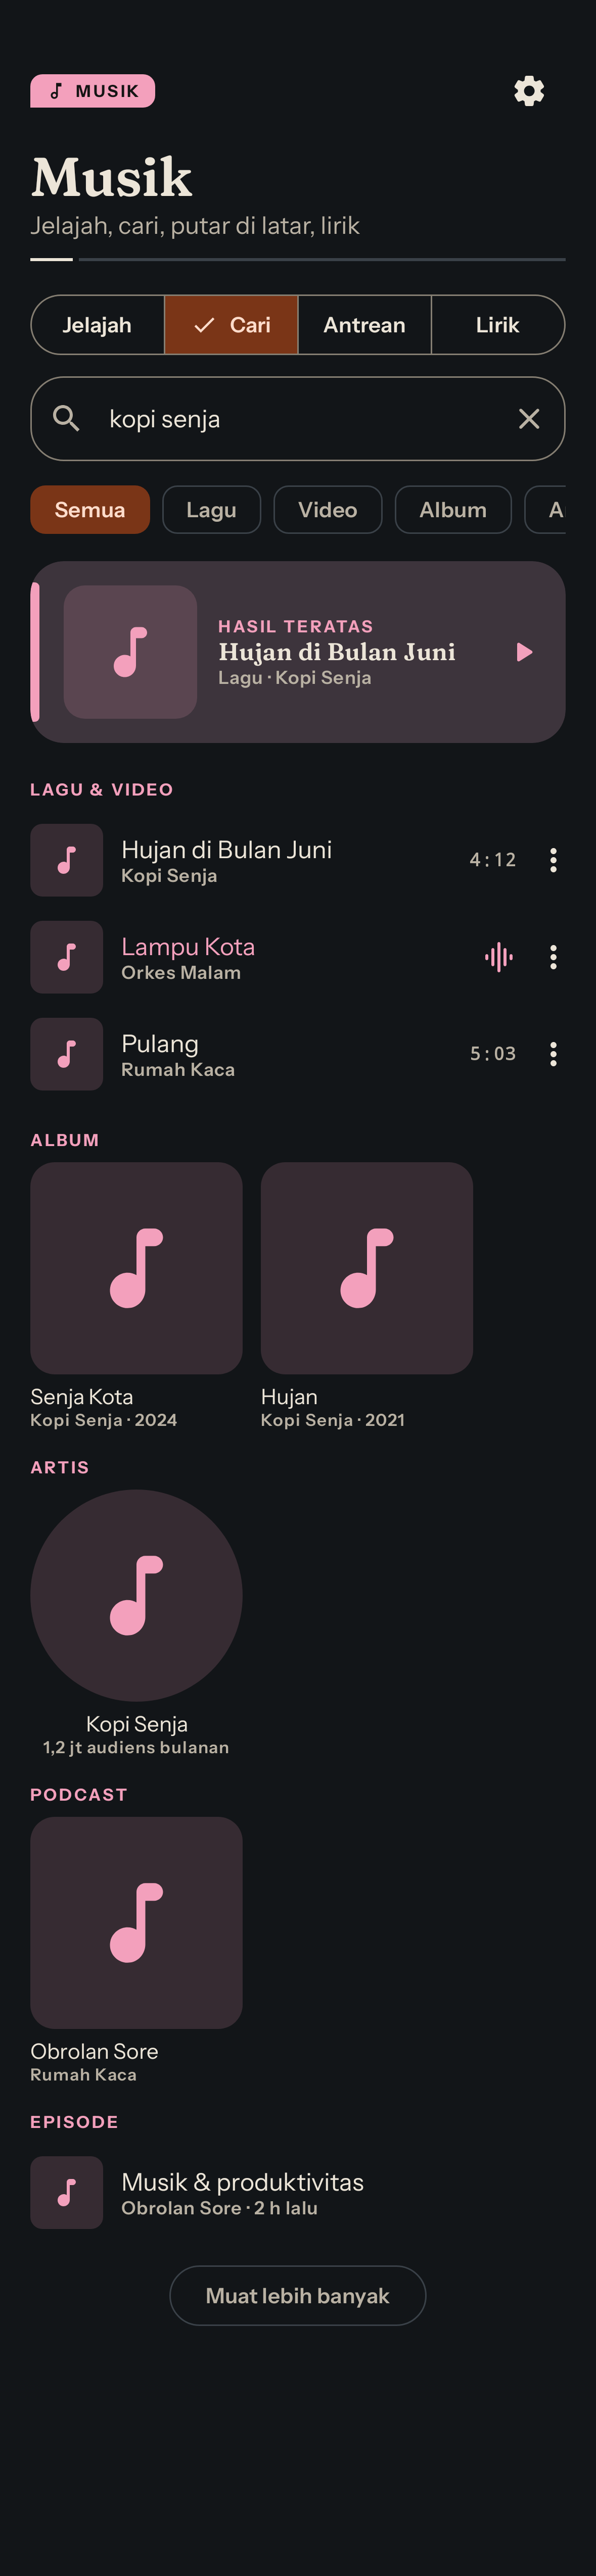 MUSIK
Musik
Jelajah, cari, putar di latar, lirik
Jelajah
Cari
Antrean
Lirik
kopi senja
Semua
Lagu
Video
Album
HASIL TERATAS
Hujan di Bulan Juni
Lagu · Kopi Senja
LAGU & VIDEO
Hujan di Bulan Juni
Kopi Senja
4:12
Lampu Kota
Orkes Malam
Pulang
Rumah Kaca
5:03
ALBUM
Senja Kota
Kopi Senja · 2024
Hujan
Kopi Senja · 2021
ARTIS
Kopi Senja
1,2 jt audiens bulanan
PODCAST
Obrolan Sore
Rumah Kaca
EPISODE
Musik & produktivitas
Obrolan Sore · 2 h lalu
Muat lebih banyak